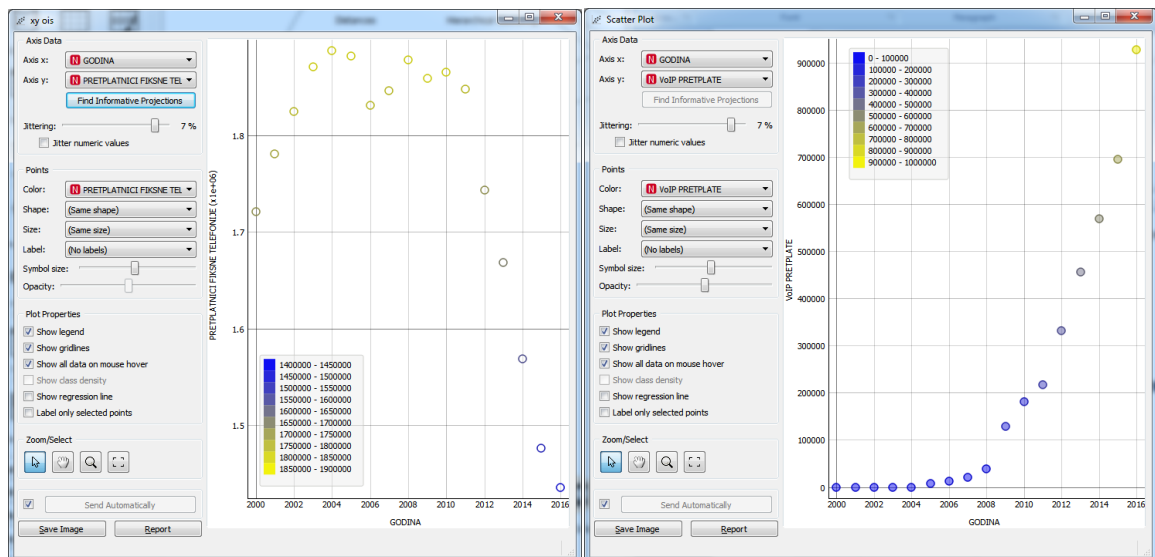 Distances
Hierarchical
xy ois
Axis Data
Axis x:
N GODINA
Axis y:
N PRETPLATNICI FIKSNE TEL
Find Informative Projections
Jittering:
7 %
Jitter numeric values
Points
Color:
N PRETPLATNICI FIKSNE TEL
Shape:
(Same shape)
Size:
(Same size)
Label:
(No labels)
Symbol size:
Opacity:
Plot Properties
Show legend
Show gridlines
Show all data on mouse hover
Show class density
Show regression line
Label only selected points
Zoom/Select
Send Automatically
Save Image
Report
PRETPLATNICI FIKSNE TELEFONIJE (x1e+06)
1.8
1.7
1.6
1.5
1400000 - 1450000
1450000 - 1500000
1500000 - 1550000
1550000 - 1600000
1600000 - 1650000
1650000 - 1700000
1700000 - 1750000
1750000 - 1800000
1800000 - 1850000
1850000 - 1900000
2000 2002 2004 2006 2008 2010 2012 2014 2016
GODINA
Scatter Plot
Axis Data
Axis x:
N GODINA
Axis y:
N VoIP PRETPLATE
Find Informative Projections
Jittering:
7 %
Jitter numeric values
Points
Color:
N VoIP PRETPLATE
Shape:
(Same shape)
Size:
(Same size)
Label:
(No labels)
Symbol size:
Opacity:
Plot Properties
Show legend
Show gridlines
Show all data on mouse hover
Show class density
Show regression line
Label only selected points
Zoom/Select
Send Automatically
Save Image
Report
VoIP PRETPLATE
900000
800000
700000
600000
500000
400000
300000
200000
100000
0
0 - 100000
100000 - 200000
200000 - 300000
300000 - 400000
400000 - 500000
500000 - 600000
600000 - 700000
700000 - 800000
800000 - 900000
900000 - 1000000
2000 2002 2004 2006 2008 2010 2012 2014 2016
GODINA